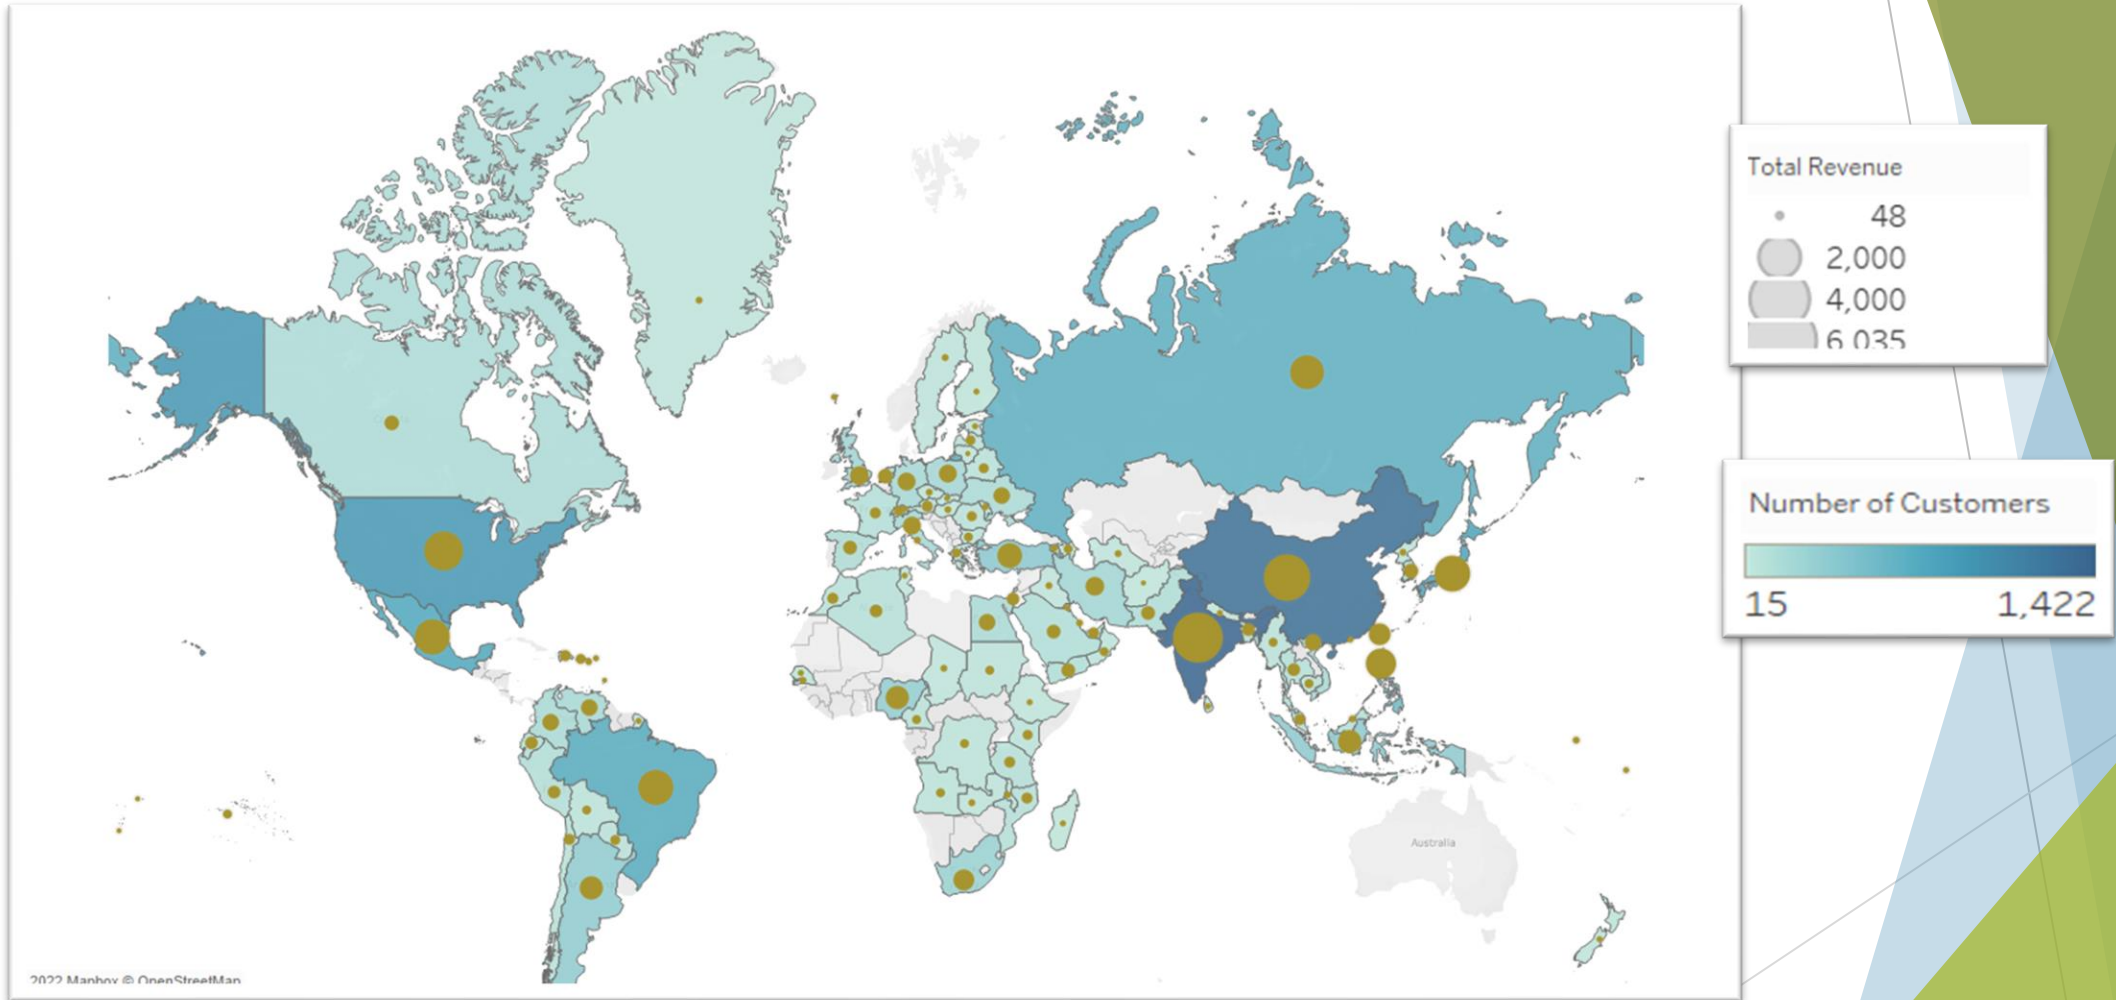 Australia
2022 Mapbox © OpenStreetMap
Total Revenue
48
2,000
4,000
6,035
Number of Customers
15 1,422